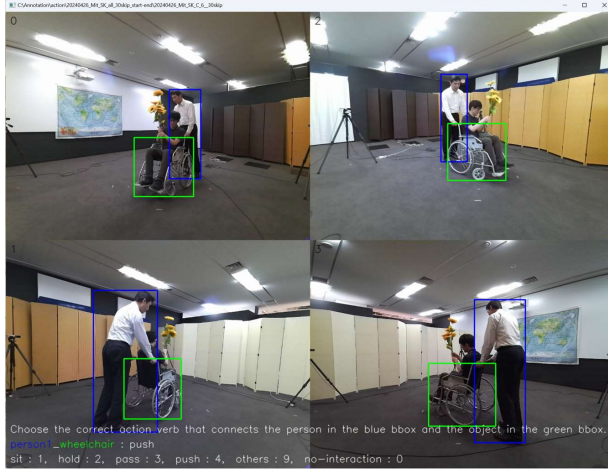 C:\Annotation\action\20240426_Mit_SK_all_30skip_start-end\20240426_Mit_SK_C_6__30skip
0
2
1
3
Choose the correct action verb that connects the person in the blue bbox and the object in the green bbox.
person1_wheelchair : push
sit : 1, hold : 2, pass : 3, push : 4, others : 9, no-interaction : 0